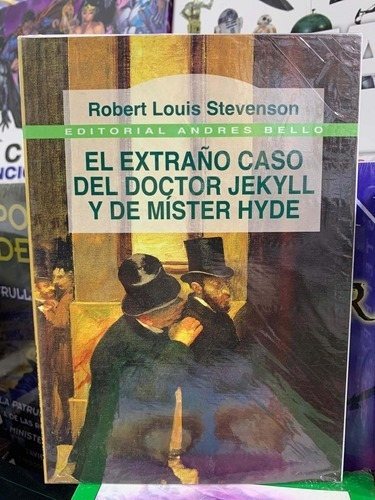 Robert Louis Stevenson
EDITORIAL ANDRES BELLO
EL EXTRAÑO CASO
DEL DOCTOR JEKYLL
Y DE MÍSTER HYDE